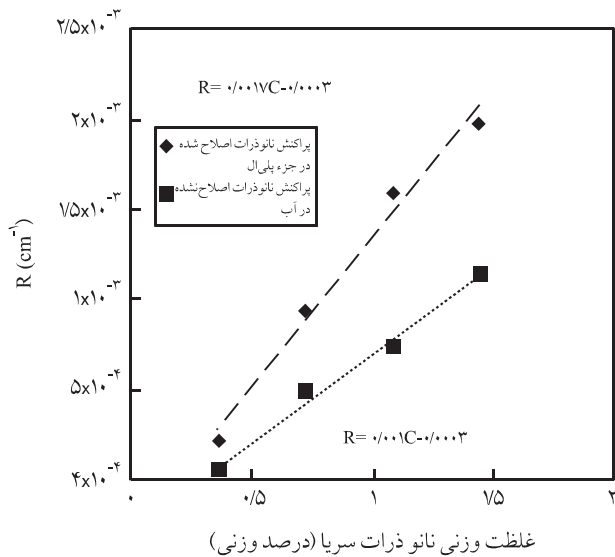 ۲/۵x۱۰⁻³
R= ۰/۰۰۱۷C-۰/۰۰۰۳
۲x۱۰⁻³
پراکنش نانوذرات اصلاح شده
در جزء پلی‌ال
پراکنش نانوذرات اصلاح‌نشده
در آب
۱/۵x۱۰⁻³
R (cm⁻¹)
۱x۱۰⁻³
۵x۱۰⁻⁴
R= ۰/۰۰۱C-۰/۰۰۰۳
۴x۱۰⁻⁴
۰ ۰/۵ ۱ ۱/۵ ۲
غلظت وزنی نانو ذرات سریا (درصد وزنی)